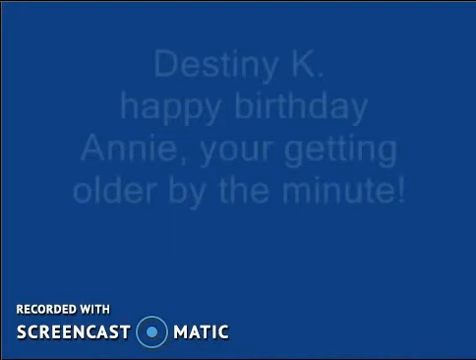 Destiny K.
happy birthday
Annie, your getting
older by the minute!
RECORDED WITH
SCREENCAST MATIC